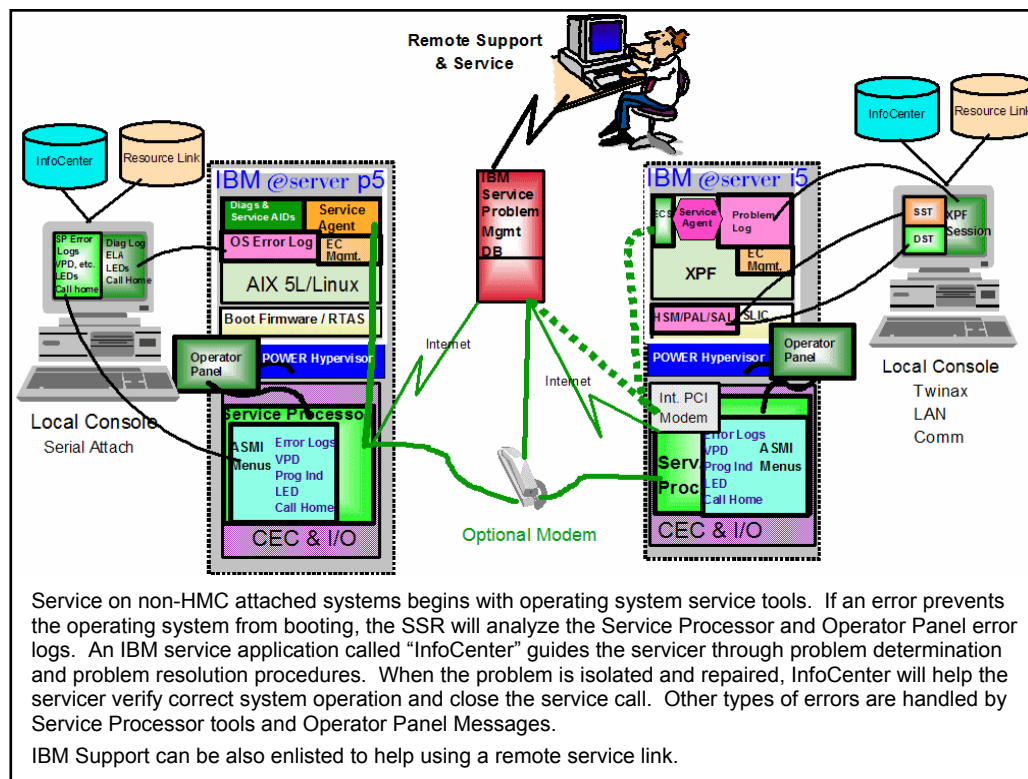 Remote Support
& Service
InfoCenter
Resource Link
InfoCenter
Resource Link
IBM @server p5
Diags &
Service AIDs
Service
Agent
OS Error Log
EC
Mgmt.
AIX 5L/Linux
Boot Firmware / RTAS
POWER Hypervisor
Operator
Panel
SP Error
Logs
VPD, etc.
LEDs
Call home
Diag Log
ELA
LEDs
Call Home
Local Console
Serial Attach
Service Processor
ASMI
Menus
Error Logs
VPD
Prog Ind
LED
Call Home
CEC & I/O
IBM
Service
Problem
Mgmt
DB
Internet
Internet
Optional Modem
IBM @server i5
ECS
Service
Agent
Problem
Log
EC
Mgmt.
XPF
HSM/PAL/SAL
SLIC
POWER Hypervisor
Operator
Panel
Int. PCI
Modem
Serv.
Proc
Error Logs
VPD
Prog Ind
LED
Call Home
ASMI
Menus
CEC & I/O
SST
DST
XPF
Session
Local Console
Twinax
LAN
Comm
Service on non-HMC attached systems begins with operating system service tools. If an error prevents
the operating system from booting, the SSR will analyze the Service Processor and Operator Panel error
logs. An IBM service application called “InfoCenter” guides the servicer through problem determination
and problem resolution procedures. When the problem is isolated and repaired, InfoCenter will help the
servicer verify correct system operation and close the service call. Other types of errors are handled by
Service Processor tools and Operator Panel Messages.
IBM Support can be also enlisted to help using a remote service link.